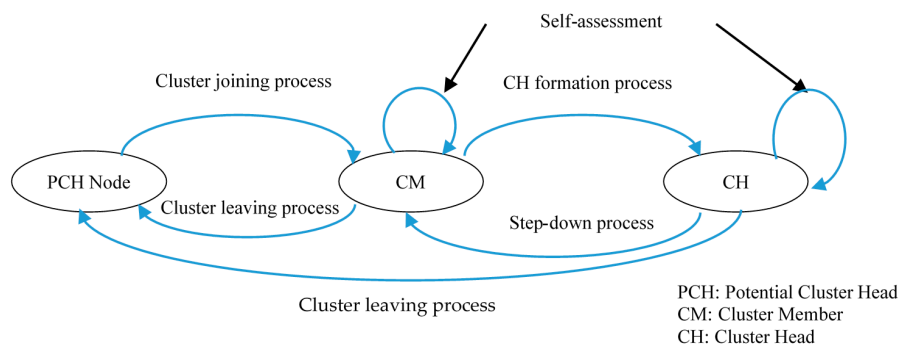 Self-assessment
Cluster joining process
CH formation process
PCH Node
CM
CH
Cluster leaving process
Step-down process
Cluster leaving process
PCH: Potential Cluster Head
CM: Cluster Member
CH: Cluster Head